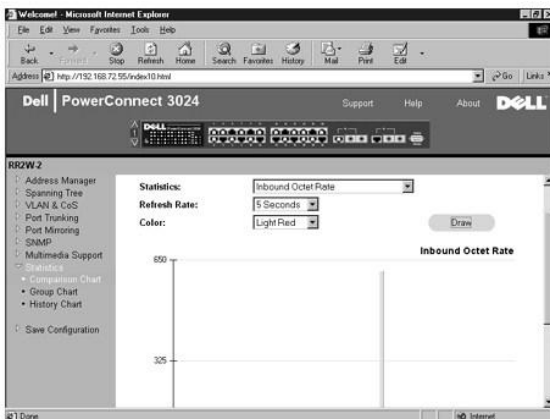 Welcome! - Microsoft Internet Explorer
File Edit View Favorites Tools Help
Back Forward Stop Refresh Home Search Favorites History Mail Print Edit
Address http://192.168.72.55/index10.html Go Links
Dell PowerConnect 3024 Support Help About DELL
DELL
RR2W-2
Address Manager
Spanning Tree
VLAN & CoS
Port Trunking
Port Mirroring
SNMP
Multimedia Support
Statistics
Comparison Chart
Group Chart
History Chart
Save Configuration
Statistics: Inbound Octet Rate
Refresh Rate: 5 Seconds
Color: Light Red Draw
Inbound Octet Rate
650
325
Done Internet